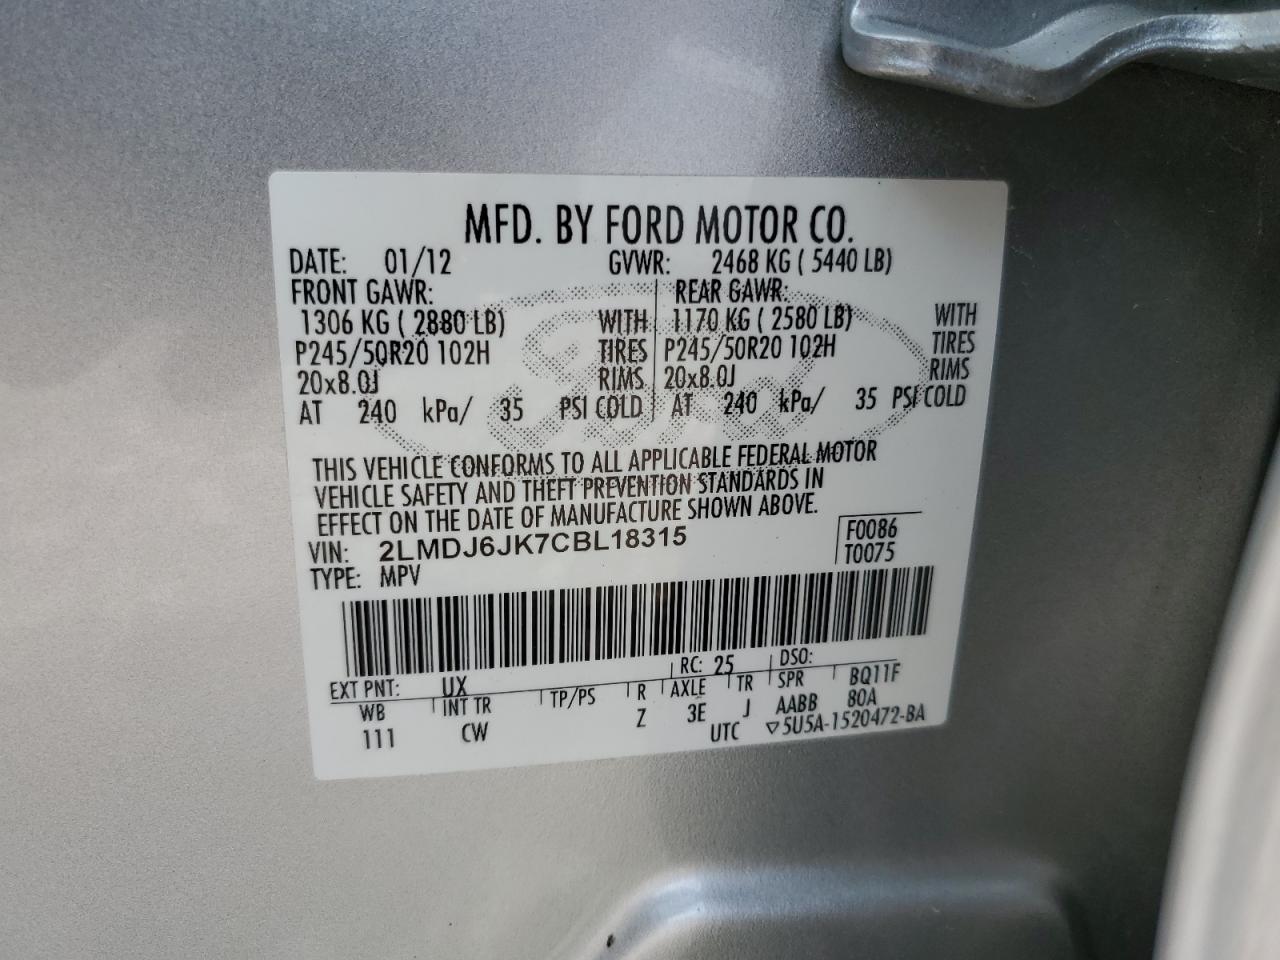 MFD. BY FORD MOTOR CO.
DATE: 01/12 GVWR: 2468 KG ( 5440 LB)
FRONT GAWR: REAR GAWR:
1306 KG ( 2880 LB) WITH 1170 KG ( 2580 LB) WITH
P245/50R20 102H TIRES P245/50R20 102H TIRES
20x8.0J RIMS 20x8.0J RIMS
AT 240 kPa/ 35 PSI COLD AT 240 kPa/ 35 PSI COLD
Ford
THIS VEHICLE CONFORMS TO ALL APPLICABLE FEDERAL MOTOR
VEHICLE SAFETY AND THEFT PREVENTION STANDARDS IN
EFFECT ON THE DATE OF MANUFACTURE SHOWN ABOVE.
VIN: 2LMDJ6JK7CBL18315 F0086
TYPE: MPV T0075
EXT PNT: UX RC: 25 DSO:
WB INT TR TP/PS R AXLE TR SPR BQ11F
111 CW Z 3E J AABB 80A
UTC ▽5U5A-1520472-BA